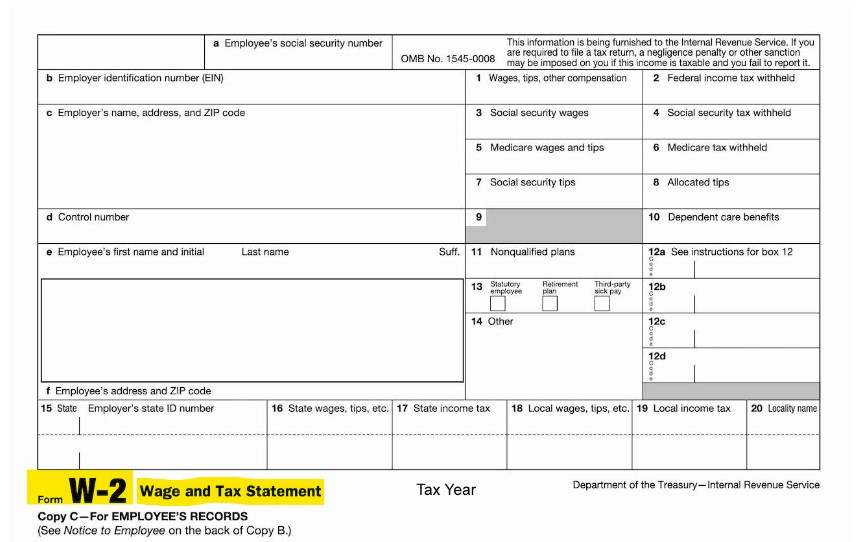 a Employee's social security number
OMB No. 1545-0008
This information is being furnished to the Internal Revenue Service. If you
are required to file a tax return, a negligence penalty or other sanction
may be imposed on you if this income is taxable and you fail to report it.
b Employer identification number (EIN)
1 Wages, tips, other compensation
2 Federal income tax withheld
c Employer's name, address, and ZIP code
3 Social security wages
4 Social security tax withheld
5 Medicare wages and tips
6 Medicare tax withheld
7 Social security tips
8 Allocated tips
d Control number
9
10 Dependent care benefits
e Employee's first name and initial Last name Suff.
11 Nonqualified plans
12a See instructions for box 12
Code
13 Statutory employee Retirement plan Third-party sick pay
12b
Code
14 Other
12c
Code
12d
Code
f Employee's address and ZIP code
15 State Employer's state ID number
16 State wages, tips, etc.
17 State income tax
18 Local wages, tips, etc.
19 Local income tax
20 Locality name
Form W-2 Wage and Tax Statement
Tax Year
Department of the Treasury—Internal Revenue Service
Copy C—For EMPLOYEE'S RECORDS
(See Notice to Employee on the back of Copy B.)